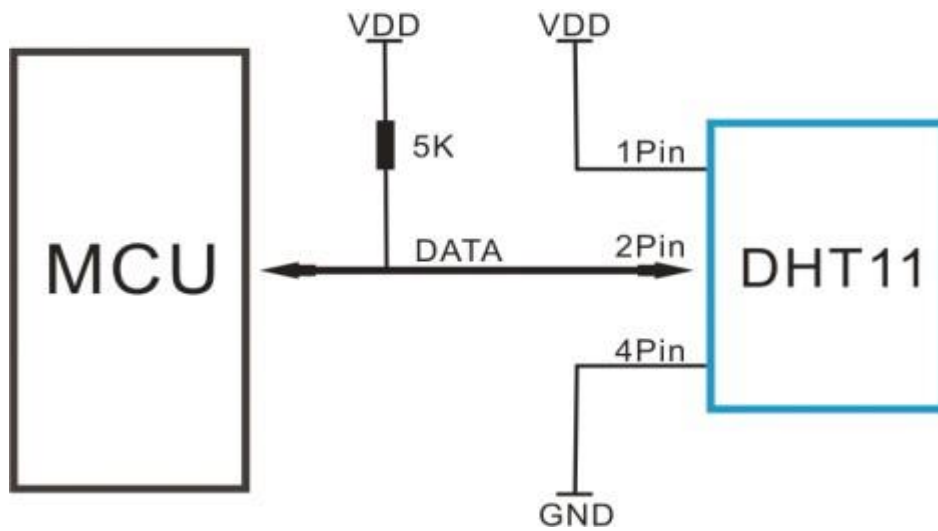 VDD
VDD
5K
1Pin
MCU
DATA
2Pin
DHT11
4Pin
GND